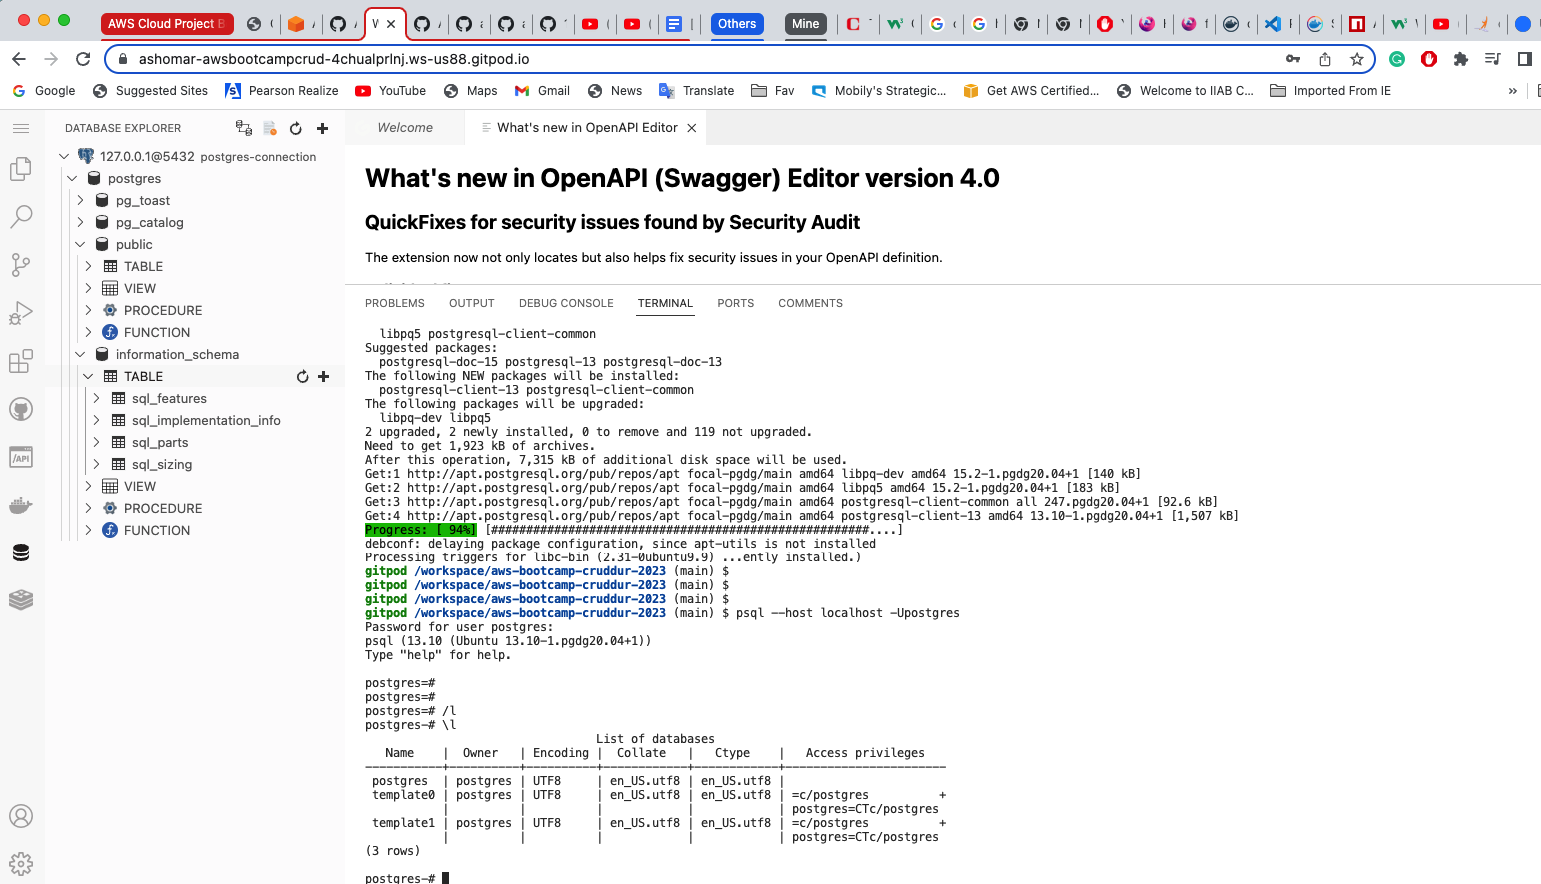 AWS Cloud Project B
Others
Mine
ashomar-awsbootcampcrud-4chualprlnj.ws-us88.gitpod.io
Google
Suggested Sites
Pearson Realize
YouTube
Maps
Gmail
News
Translate
Fav
Mobily's Strategic...
Get AWS Certified...
Welcome to IIAB C...
Imported From IE
DATABASE EXPLORER
127.0.0.1@5432 postgres-connection
postgres
pg_toast
pg_catalog
public
TABLE
VIEW
PROCEDURE
FUNCTION
information_schema
TABLE
sql_features
sql_implementation_info
sql_parts
sql_sizing
VIEW
PROCEDURE
FUNCTION
Welcome
What's new in OpenAPI Editor
What's new in OpenAPI (Swagger) Editor version 4.0
QuickFixes for security issues found by Security Audit
The extension now not only locates but also helps fix security issues in your OpenAPI definition.
PROBLEMS OUTPUT DEBUG CONSOLE TERMINAL PORTS COMMENTS
libpq5 postgresql-client-common
Suggested packages:
postgresql-doc-15 postgresql-13 postgresql-doc-13
The following NEW packages will be installed:
postgresql-client-13 postgresql-client-common
The following packages will be upgraded:
libpq-dev libpq5
2 upgraded, 2 newly installed, 0 to remove and 119 not upgraded.
Need to get 1,923 kB of archives.
After this operation, 7,315 kB of additional disk space will be used.
Get:1 http://apt.postgresql.org/pub/repos/apt focal-pgdg/main amd64 libpq-dev amd64 15.2-1.pgdg20.04+1 [140 kB]
Get:2 http://apt.postgresql.org/pub/repos/apt focal-pgdg/main amd64 libpq5 amd64 15.2-1.pgdg20.04+1 [183 kB]
Get:3 http://apt.postgresql.org/pub/repos/apt focal-pgdg/main amd64 postgresql-client-common all 247.pgdg20.04+1 [92.6 kB]
Get:4 http://apt.postgresql.org/pub/repos/apt focal-pgdg/main amd64 postgresql-client-13 amd64 13.10-1.pgdg20.04+1 [1,507 kB]
Progress: [ 94%] [######################################################....]
debconf: delaying package configuration, since apt-utils is not installed
Processing triggers for libc-bin (2.31-0ubuntu9.9) ...ently installed.)
gitpod /workspace/aws-bootcamp-cruddur-2023 (main) $
gitpod /workspace/aws-bootcamp-cruddur-2023 (main) $
gitpod /workspace/aws-bootcamp-cruddur-2023 (main) $
gitpod /workspace/aws-bootcamp-cruddur-2023 (main) $ psql --host localhost -Upostgres
Password for user postgres:
psql (13.10 (Ubuntu 13.10-1.pgdg20.04+1))
Type "help" for help.
postgres=#
postgres=#
postgres=# /l
postgres-# \l
List of databases
Name | Owner | Encoding | Collate | Ctype | Access privileges
-----------+----------+----------+------------+------------+-----------------------
postgres | postgres | UTF8 | en_US.utf8 | en_US.utf8 |
template0 | postgres | UTF8 | en_US.utf8 | en_US.utf8 | =c/postgres +
| | | | | postgres=CTc/postgres
template1 | postgres | UTF8 | en_US.utf8 | en_US.utf8 | =c/postgres +
| | | | | postgres=CTc/postgres
(3 rows)
postgres-#